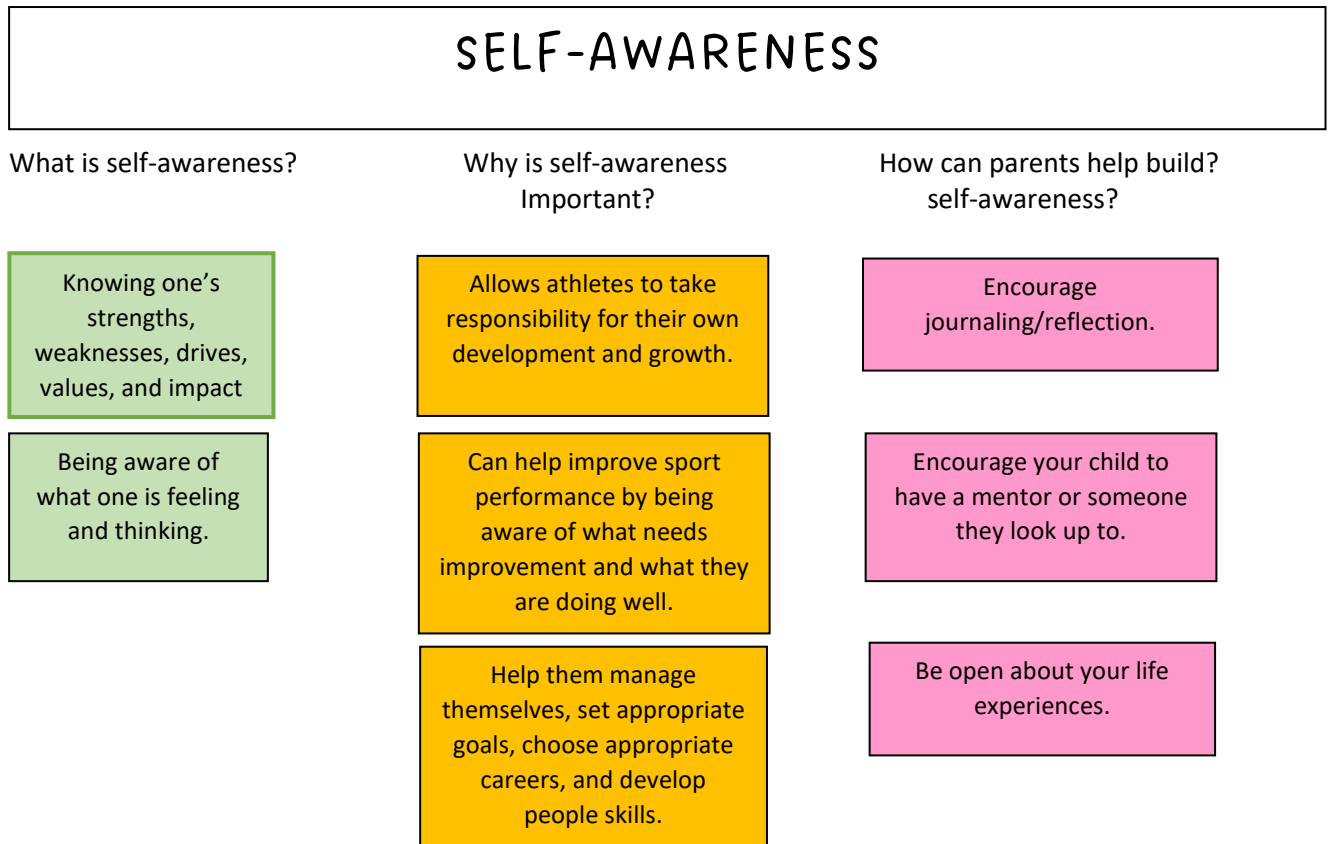 SELF-AWARENESS
What is self-awareness?
Why is self-awareness
Important?
How can parents help build?
self-awareness?
Knowing one’s
strengths,
weaknesses, drives,
values, and impact
Being aware of
what one is feeling
and thinking.
Allows athletes to take
responsibility for their own
development and growth.
Can help improve sport
performance by being
aware of what needs
improvement and what they
are doing well.
Help them manage
themselves, set appropriate
goals, choose appropriate
careers, and develop
people skills.
Encourage
journaling/reflection.
Encourage your child to
have a mentor or someone
they look up to.
Be open about your life
experiences.